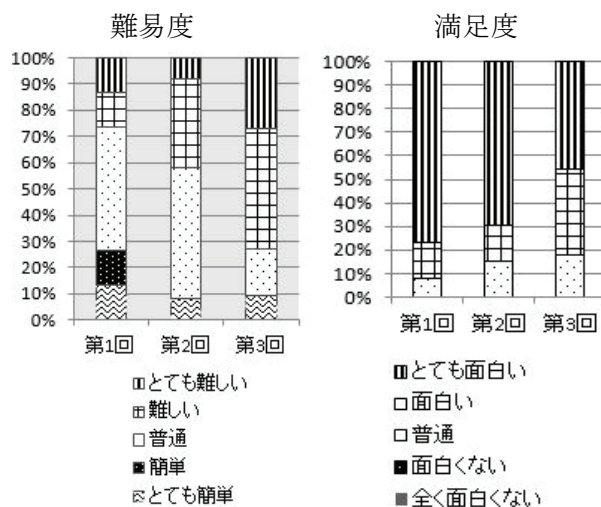 難易度
100%
90%
80%
70%
60%
50%
40%
30%
20%
10%
0%
第1回 第2回 第3回
とても難しい
難しい
普通
簡単
とても簡単
満足度
100%
90%
80%
70%
60%
50%
40%
30%
20%
10%
0%
第1回 第2回 第3回
とても面白い
面白い
普通
面白くない
全く面白くない